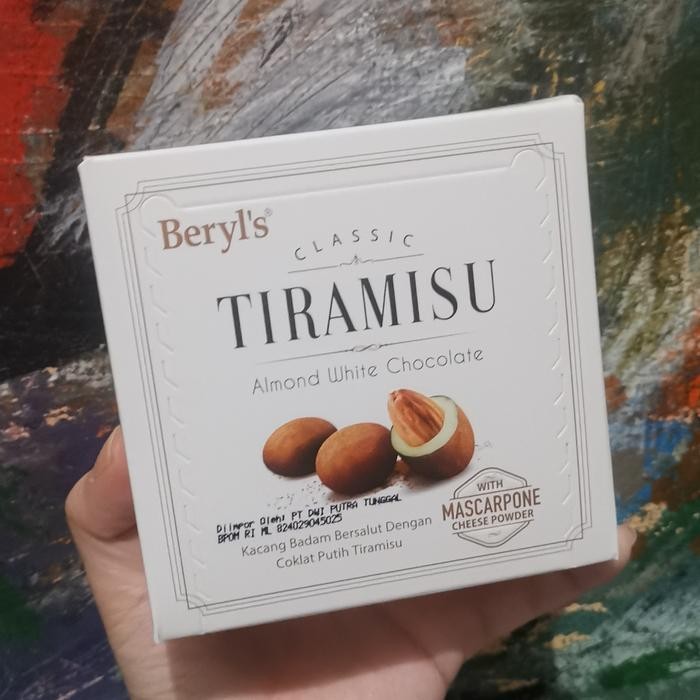 Beryl's®
CLASSIC
TIRAMISU
Almond White Chocolate
WITH
MASCARPONE
CHEESE POWDER
Diimpor Oleh: PT DWI PUTRA TUNGGAL
BPOM RI ML 824029045025
Kacang Badam Bersalut Dengan
Coklat Putih Tiramisu